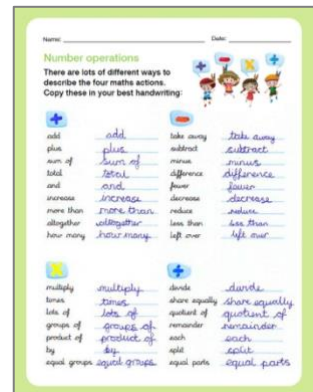 Name: Date:
Number operations
There are lots of different ways to
describe the four maths actions.
Copy these in your best handwriting:
+ - x ÷
+
add add
plus plus
sum of sum of
total total
and and
increase increase
more than more than
altogether altogether
how many how many
-
take away take away
subtract subtract
minus minus
difference difference
fewer fewer
decrease decrease
reduce reduce
less than less than
left over left over
x
multiply multiply
times times
lots of lots of
groups of groups of
product of product of
by by
equal groups equal groups
÷
divide divide
share equally share equally
quotient of quotient of
remainder remainder
each each
split split
equal parts equal parts